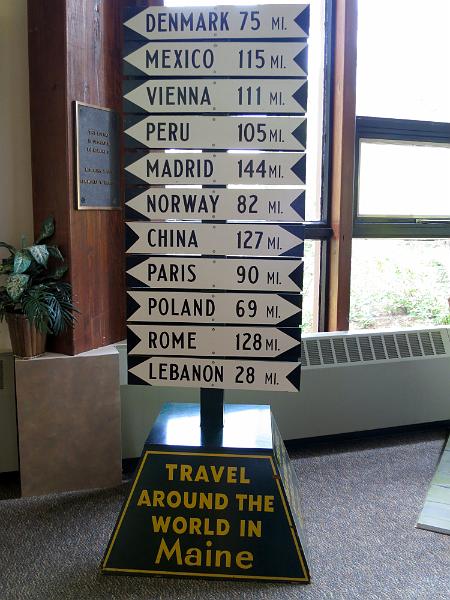 DENMARK 75 MI.
MEXICO 115 MI.
VIENNA 111 MI.
PERU 105 MI.
MADRID 144 MI.
NORWAY 82 MI.
CHINA 127 MI.
PARIS 90 MI.
POLAND 69 MI.
ROME 128 MI.
LEBANON 28 MI.
TRAVEL
AROUND THE
WORLD IN
Maine